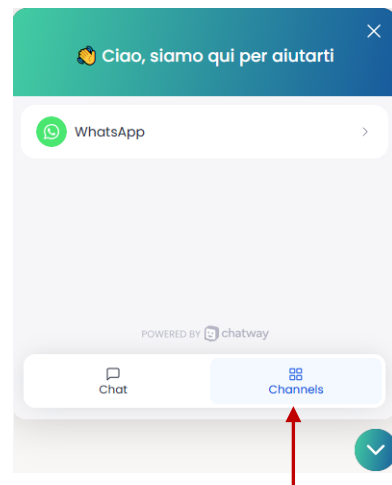 👋 Ciao, siamo qui per aiutarti
WhatsApp
POWERED BY chatway
Chat
Channels